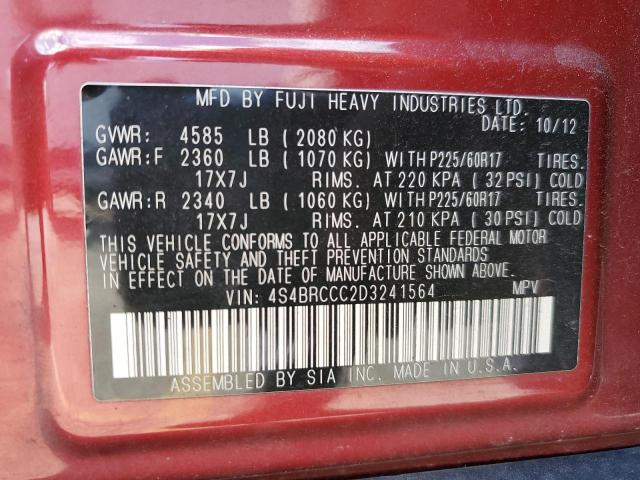 MFD BY FUJI HEAVY INDUSTRIES LTD.
DATE: 10/12
GVWR: 4585 LB (2080 KG)
GAWR:F 2360 LB (1070 KG) WITH P225/60R17 TIRES.
17X7J RIMS. AT 220 KPA (32 PSI) COLD
GAWR:R 2340 LB (1060 KG) WITH P225/60R17 TIRES.
17X7J RIMS. AT 210 KPA (30 PSI) COLD
THIS VEHICLE CONFORMS TO ALL APPLICABLE FEDERAL MOTOR
VEHICLE SAFETY AND THEFT PREVENTION STANDARDS
IN EFFECT ON THE DATE OF MANUFACTURE SHOWN ABOVE.
VIN: 4S4BRCCC2D3241564 MPV
ASSEMBLED BY SIA INC. MADE IN U.S.A.